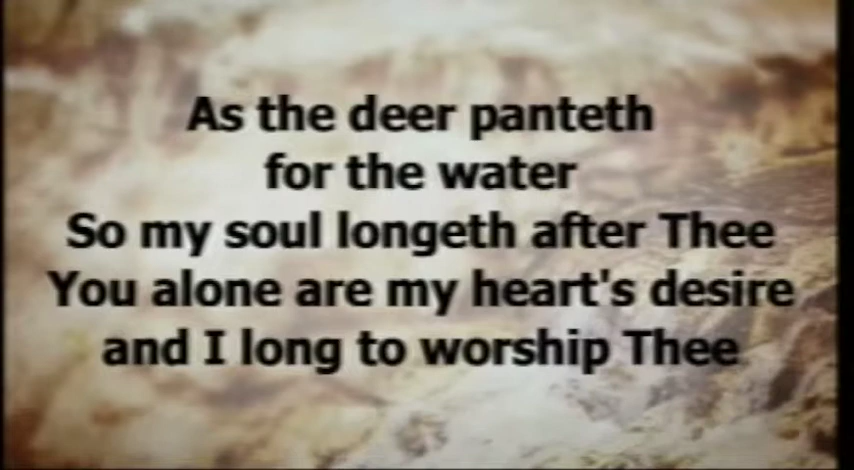 As the deer panteth
for the water
So my soul longeth after Thee
You alone are my heart's desire
and I long to worship Thee